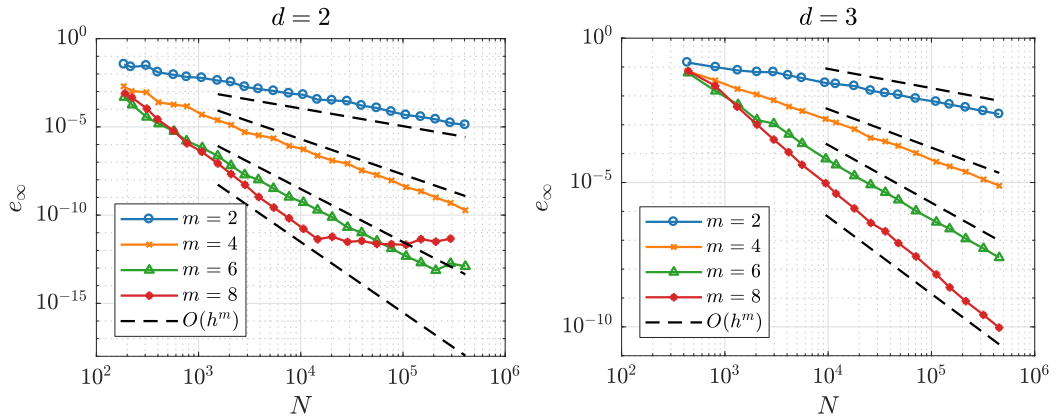 d = 2
10^0
10^-5
10^-10
10^-15
e_∞
m = 2
m = 4
m = 6
m = 8
O(h^m)
10^2
10^3
10^4
10^5
10^6
N
d = 3
10^0
10^-5
10^-10
e_∞
m = 2
m = 4
m = 6
m = 8
O(h^m)
10^2
10^3
10^4
10^5
10^6
N